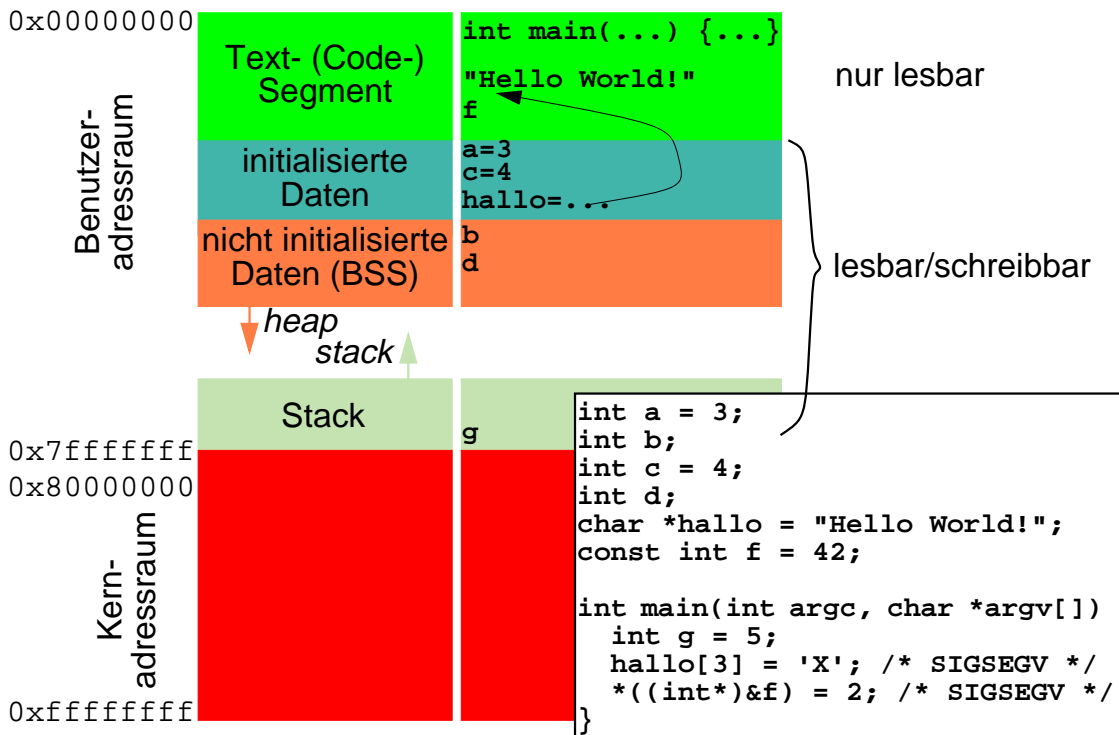 0x00000000
Benutzer-
adressraum
Text- (Code-)
Segment
int main(...) {...}
"Hello World!"
f
nur lesbar
initialisierte
Daten
a=3
c=4
hallo=...
nicht initialisierte
Daten (BSS)
b
d
lesbar/schreibbar
heap
stack
Stack
g
0x7fffffff
0x80000000
Kern-
adressraum
0xffffffff
int a = 3;
int b;
int c = 4;
int d;
char *hallo = "Hello World!";
const int f = 42;
int main(int argc, char *argv[])
int g = 5;
hallo[3] = 'X'; /* SIGSEGV */
*((int*)&f) = 2; /* SIGSEGV */
}